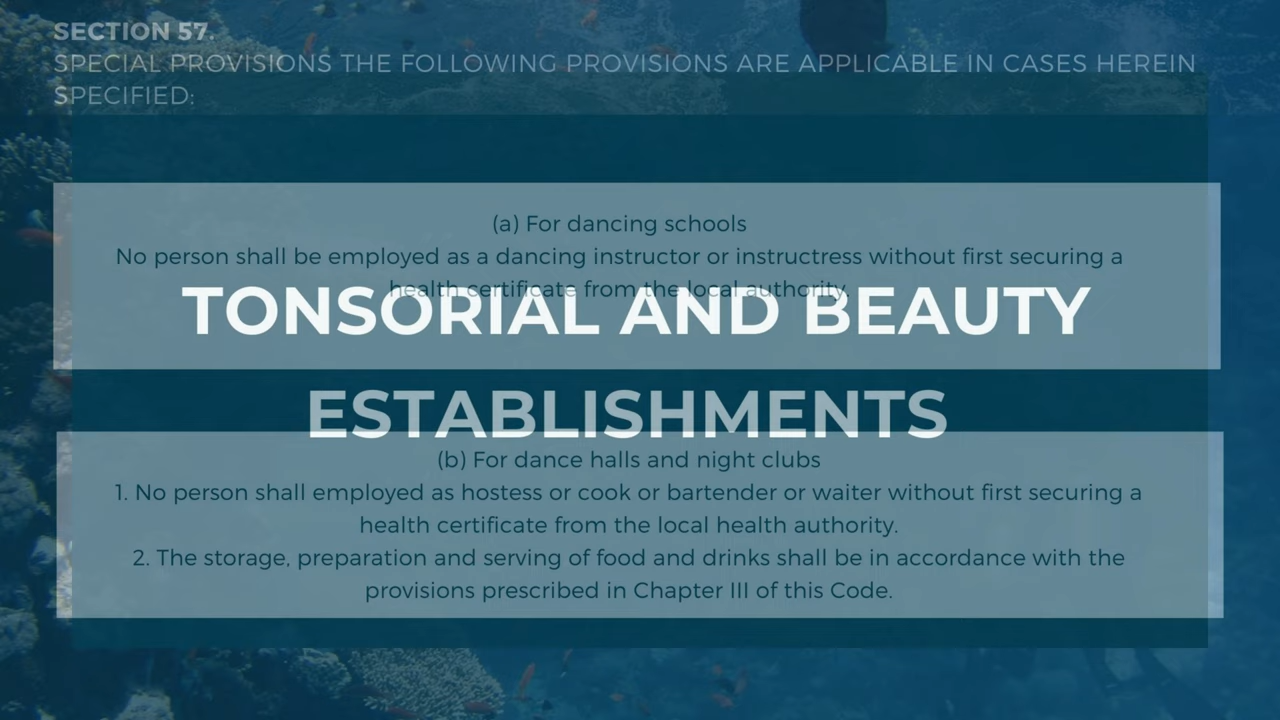 SECTION 57.
SPECIAL PROVISIONS THE FOLLOWING PROVISIONS ARE APPLICABLE IN CASES HEREIN
SPECIFIED:
(a) For dancing schools
No person shall be employed as a dancing instructor or instructress without first securing a
health certificate from the local authority.
TONSORIAL AND BEAUTY
ESTABLISHMENTS
(b) For dance halls and night clubs
1. No person shall employed as hostess or cook or bartender or waiter without first securing a
health certificate from the local health authority.
2. The storage, preparation and serving of food and drinks shall be in accordance with the
provisions prescribed in Chapter III of this Code.